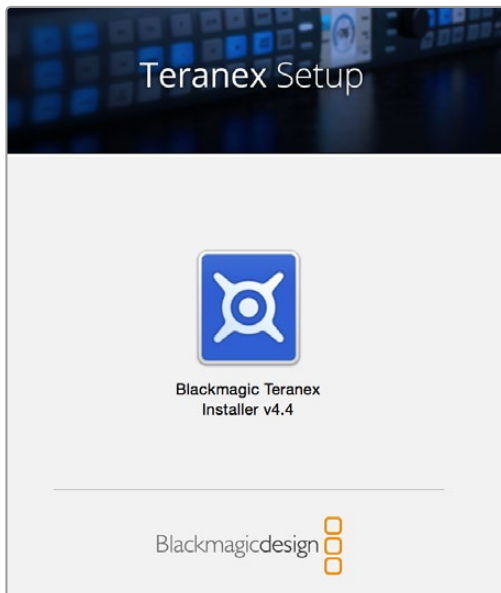 Teranex Setup
Blackmagic Teranex
Installer v4.4
Blackmagicdesign